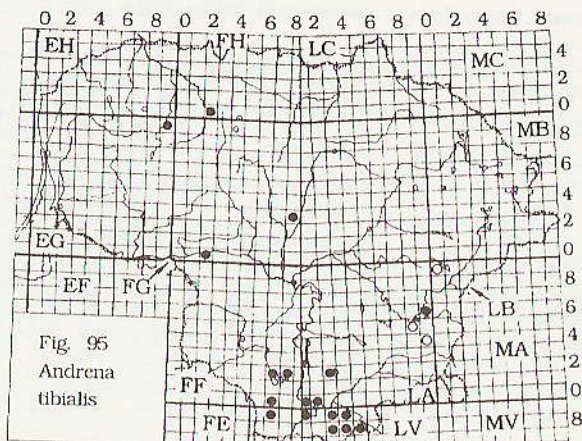 0 2 4 6 8 0 2 4 6 8 2 4 6 8 0 2 4 6 8
EH FH LC MC
4
2
0
MB
8
6
4
2
EG 0
EF FG LB
8
Fig. 95 MA 6
Andrena 4
tibialis FF 2
LA 0
FE LV MV 8